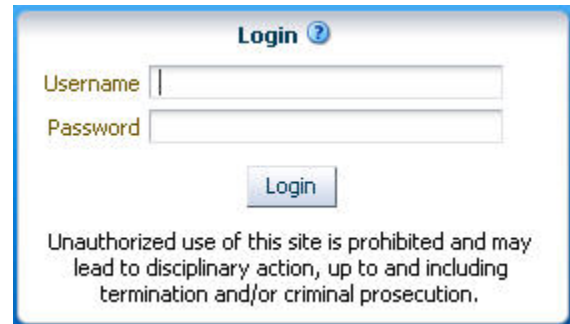 Login ?
Username
Password
Login
Unauthorized use of this site is prohibited and may
lead to disciplinary action, up to and including
termination and/or criminal prosecution.